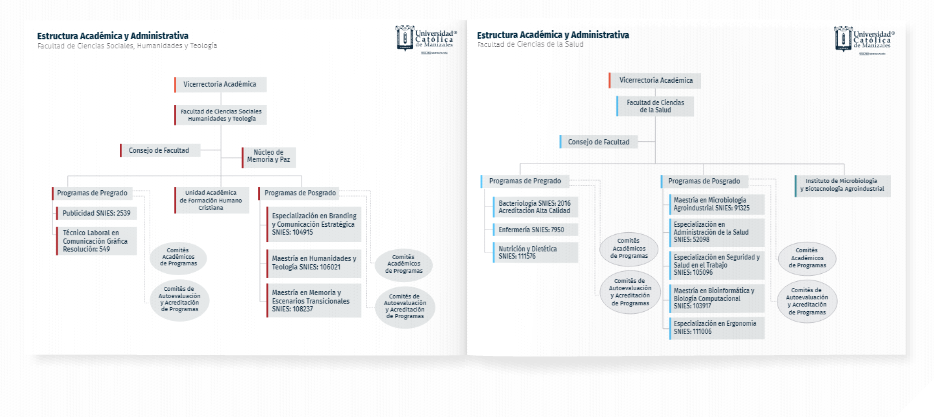 Estructura Académica y Administrativa
Facultad de Ciencias Sociales, Humanidades y Teología
Universidad®
Católica
de Manizales
Vicerrectoría Académica
Facultad de Ciencias Sociales
Humanidades y Teología
Consejo de Facultad
Núcleo de
Memoria y Paz
Programas de Pregrado
Publicidad SNIES: 2539
Técnico Laboral en
Comunicación Gráfica
Resolución: 549
Comités
Académicos
de Programas
Comités de
Autoevaluación
y Acreditación
de Programas
Unidad Académica
de Formación Humano
Cristiana
Programas de Posgrado
Especialización en Branding
y Comunicación Estratégica
SNIES: 104915
Maestría en Humanidades y
Teología SNIES: 106021
Maestría en Memoria y
Escenarios Transicionales
SNIES: 108237
Comités
Académicos
de Programas
Comités de
Autoevaluación
y Acreditación
de Programas
Estructura Académica y Administrativa
Facultad de Ciencias de la Salud
Universidad®
Católica
de Manizales
Vicerrectoría Académica
Facultad de Ciencias
de la Salud
Consejo de Facultad
Programas de Pregrado
Bacteriología SNIES: 2016
Acreditación Alta Calidad
Enfermería SNIES: 7950
Nutrición y Dietética
SNIES: 111576
Comités
Académicos
de Programas
Comités de
Autoevaluación
y Acreditación
de Programas
Programas de Posgrado
Maestría en Microbiología
Agroindustrial SNIES: 91325
Especialización en
Administración de la Salud
SNIES: 52098
Especialización en Seguridad y
Salud en el Trabajo
SNIES: 105096
Maestría en Bioinformática y
Biología Computacional
SNIES: 103917
Especialización en Ergonomía
SNIES: 111006
Comités
Académicos
de Programas
Comités de
Autoevaluación
y Acreditación
de Programas
Instituto de Microbiología
y Biotecnología Agroindustrial